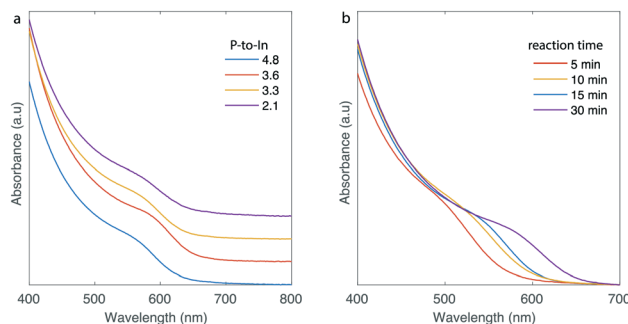 a
P-to-In
4.8
3.6
3.3
2.1
Absorbance (a.u)
400 500 600 700 800
Wavelength (nm)
b
reaction time
5 min
10 min
15 min
30 min
Absorbance (a.u)
400 500 600 700
Wavelength (nm)